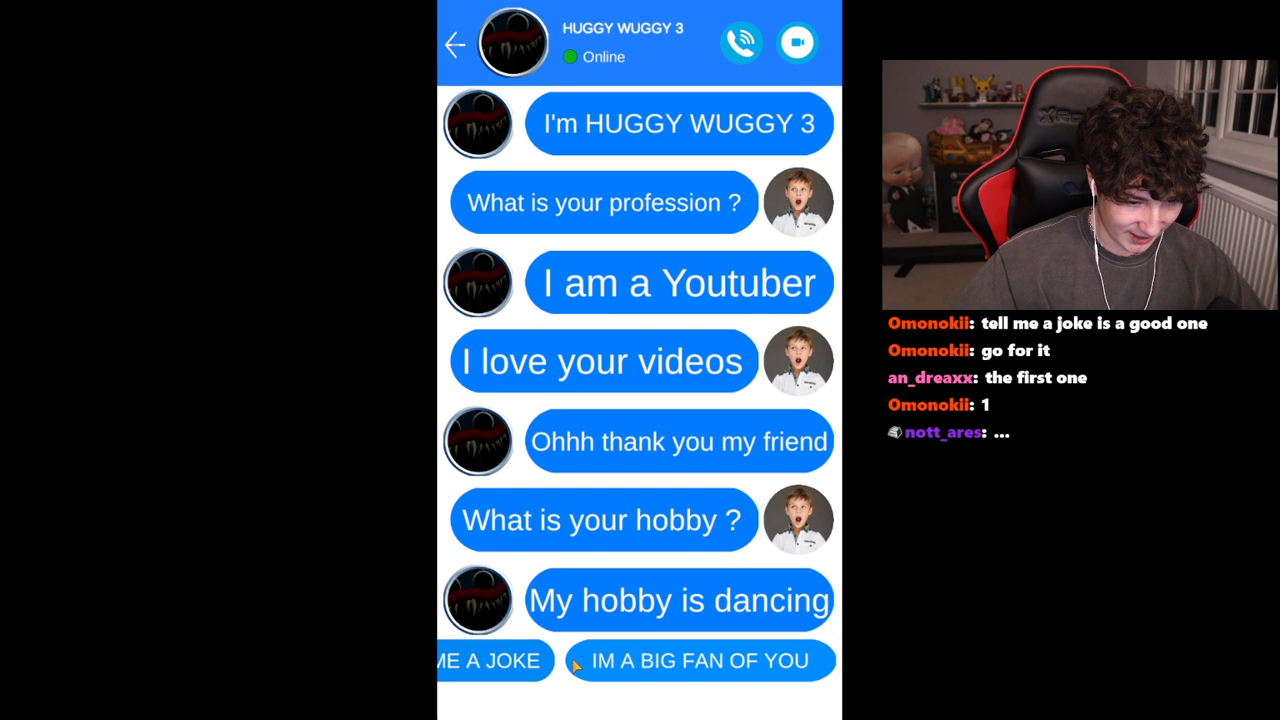 HUGGY WUGGY 3
Online
I'm HUGGY WUGGY 3
What is your profession ?
I am a Youtuber
I love your videos
Ohhh thank you my friend
What is your hobby ?
My hobby is dancing
ME A JOKE
IM A BIG FAN OF YOU
Omonokii: tell me a joke is a good one
Omonokii: go for it
an_dreaxx: the first one
Omonokii: 1
nott_ares: ...